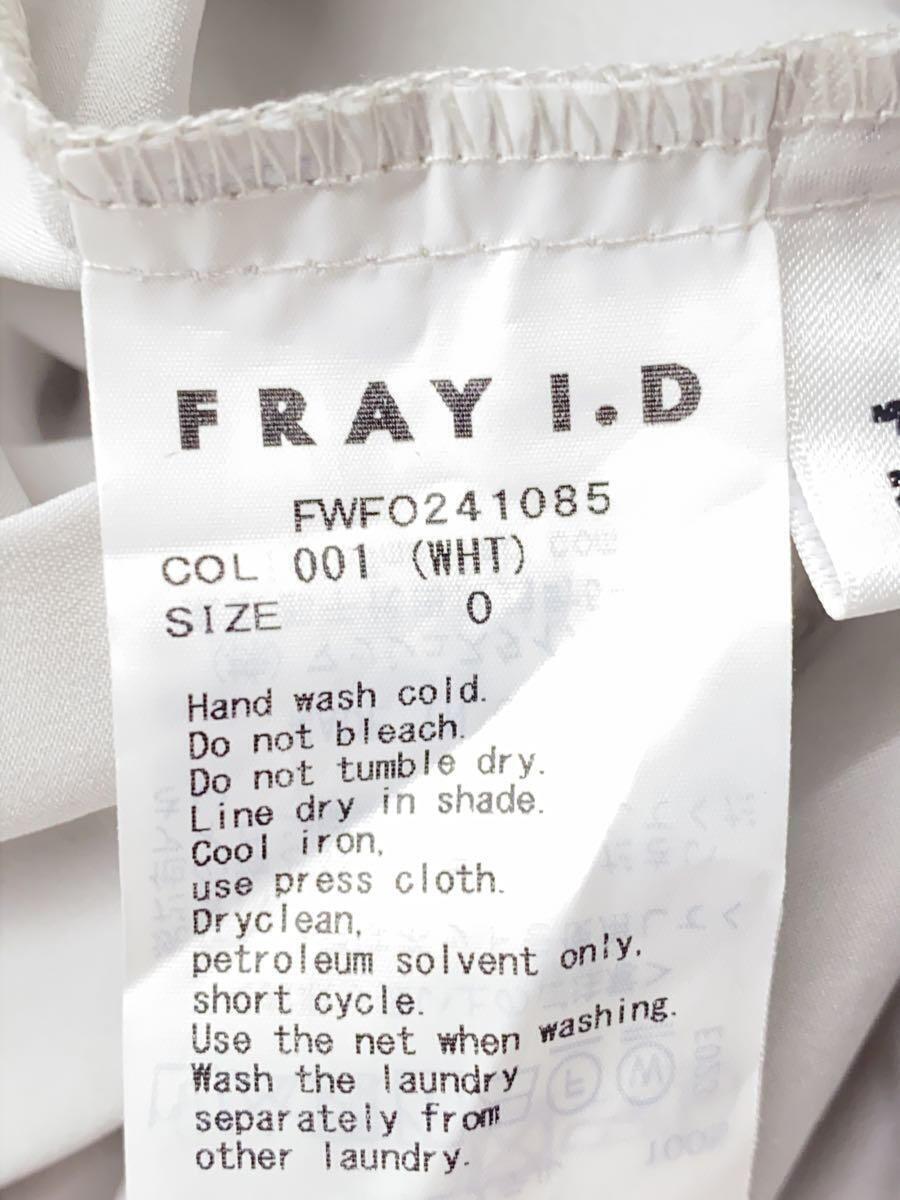 FRAY I.D
FWFO241085
COL 001 (WHT)
SIZE 0
Hand wash cold.
Do not bleach.
Do not tumble dry.
Line dry in shade.
Cool iron,
use press cloth.
Dryclean,
petroleum solvent only,
short cycle.
Use the net when washing.
Wash the laundry
separately from
other laundry.